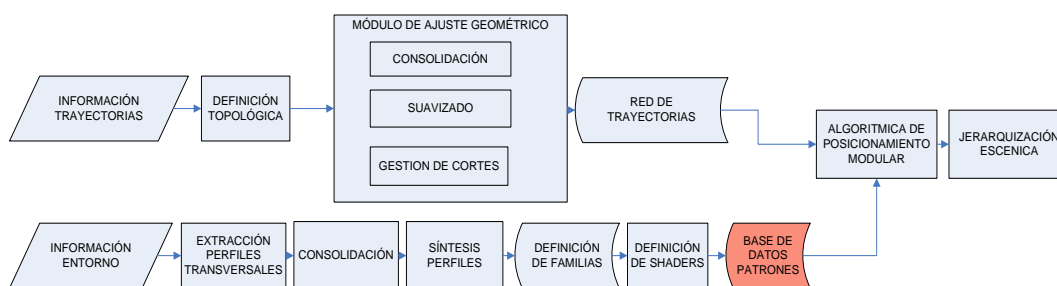 MÓDULO DE AJUSTE GEOMÉTRICO
CONSOLIDACIÓN
SUAVIZADO
GESTION DE CORTES
INFORMACIÓN
TRAYECTORIAS
DEFINICIÓN
TOPOLÓGICA
RED DE
TRAYECTORIAS
ALGORITMICA DE
POSICIONAMIENTO
MODULAR
JERARQUIZACIÓN
ESCENICA
INFORMACIÓN
ENTORNO
EXTRACCIÓN
PERFILES
TRANSVERSALES
CONSOLIDACIÓN
SÍNTESIS
PERFILES
DEFINICIÓN
DE FAMILIAS
DEFINICIÓN
DE SHADERS
BASE DE
DATOS
PATRONES